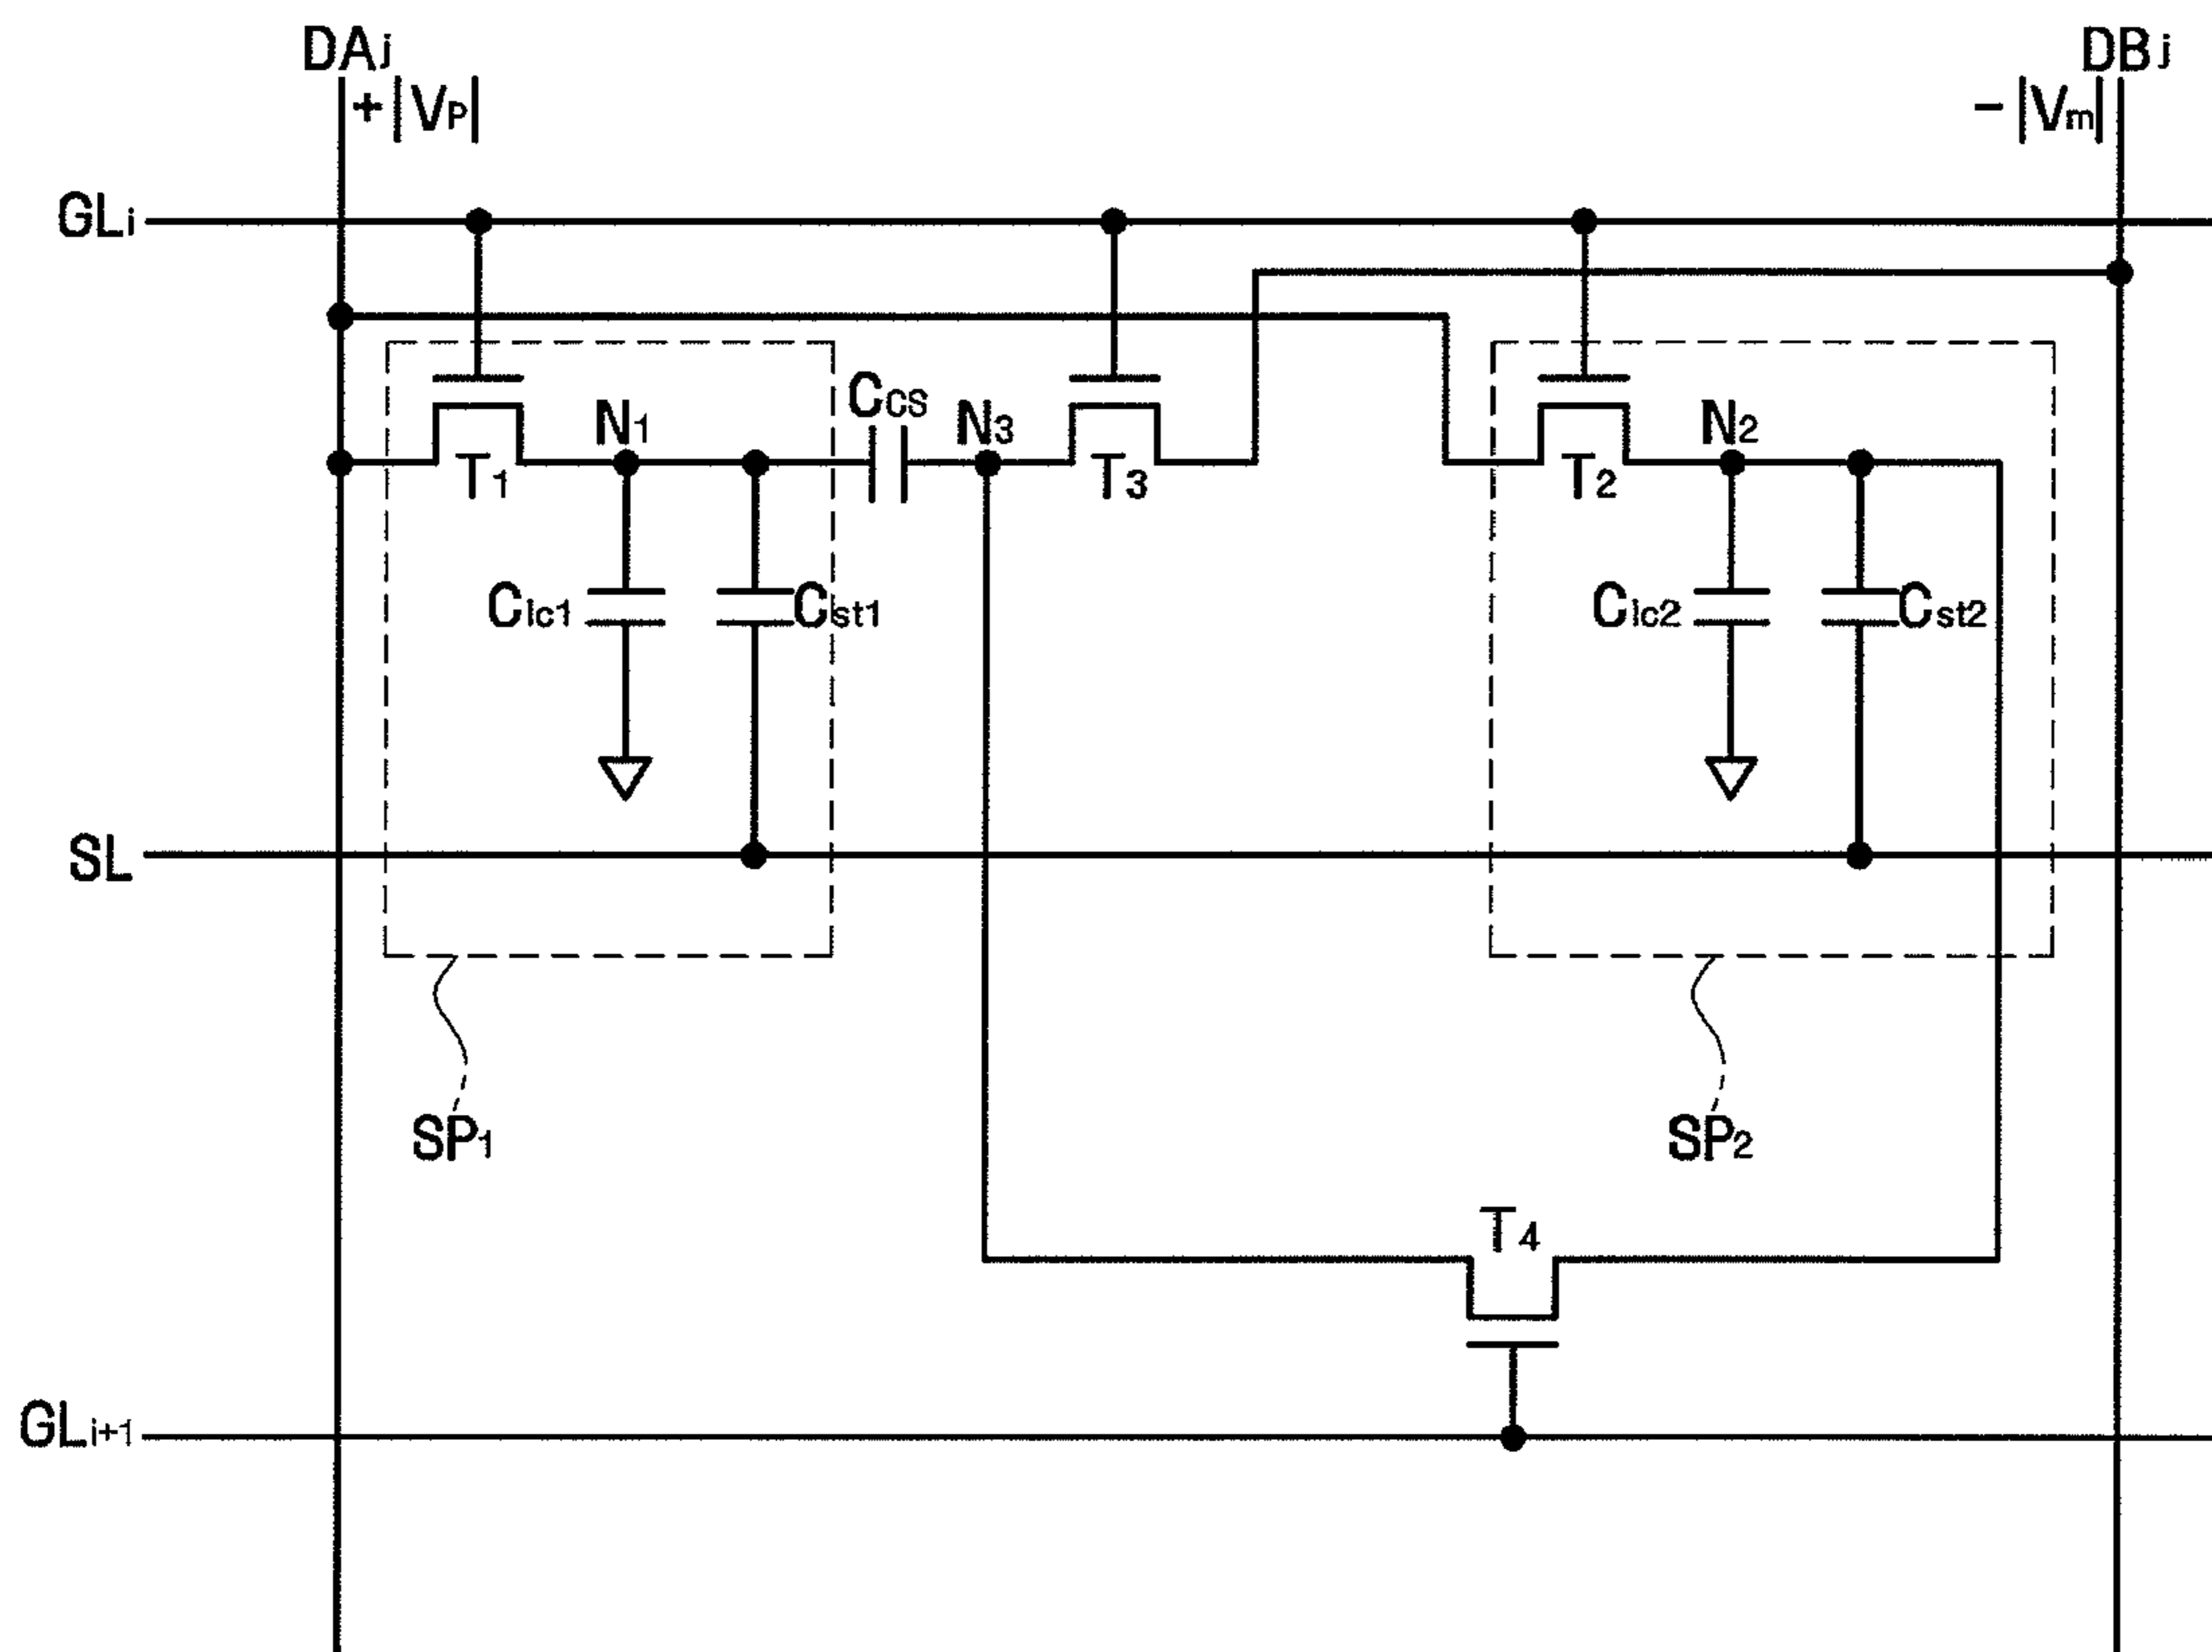 DAj
DBj
+|VP|
-|Vm|
GLi
CCS
N1
N3
N2
T1
T3
T2
Clc1
Cst1
Clc2
Cst2
SL
SP1
SP2
T4
GLi+1